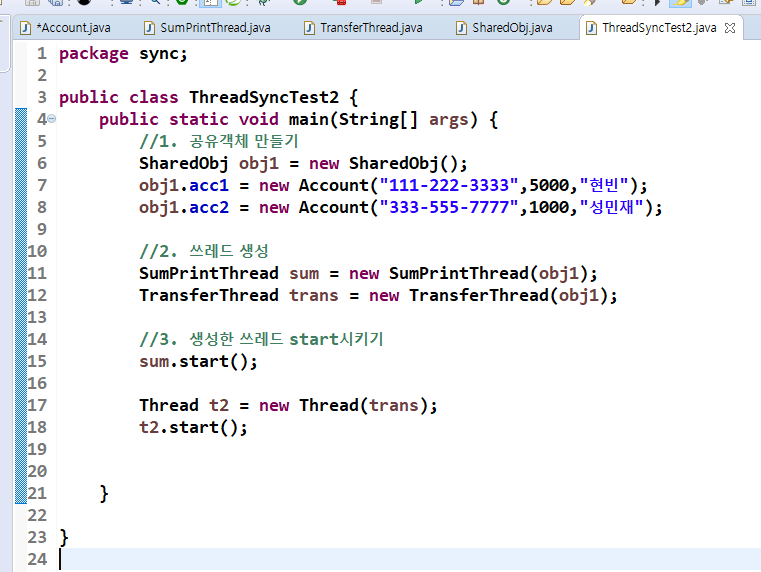 *Account.java SumPrintThread.java TransferThread.java SharedObj.java ThreadSyncTest2.java
1 package sync;
2
3 public class ThreadSyncTest2 {
4 public static void main(String[] args) {
5 //1. 공유객체 만들기
6 SharedObj obj1 = new SharedObj();
7 obj1.acc1 = new Account("111-222-3333",5000,"현빈");
8 obj1.acc2 = new Account("333-555-7777",1000,"성민재");
9
10 //2. 쓰레드 생성
11 SumPrintThread sum = new SumPrintThread(obj1);
12 TransferThread trans = new TransferThread(obj1);
13
14 //3. 생성한 쓰레드 start시키기
15 sum.start();
16
17 Thread t2 = new Thread(trans);
18 t2.start();
19
20
21 }
22
23 }
24